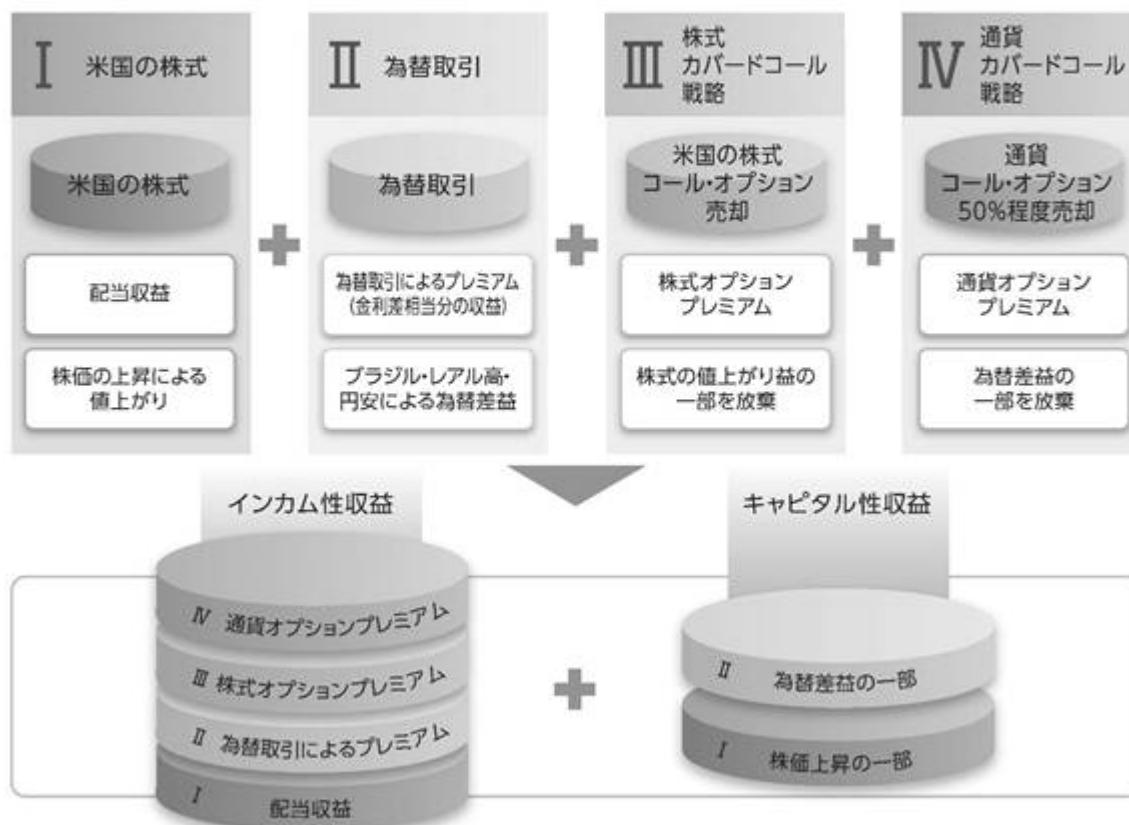 I 米国の株式
II 為替取引
III 株式
カバードコール
戦略
IV 通貨
カバードコール
戦略
米国の株式
為替取引
米国の株式
コール・オプション
売却
通貨
コール・オプション
50%程度売却
配当収益
為替取引によるプレミアム
(金利差相当分の収益)
株式オプション
プレミアム
通貨オプション
プレミアム
株価の上昇による
値上がり
ブラジル・レアル高・
円安による為替差益
株式の値上がり益の
一部を放棄
為替差益の
一部を放棄
インカム性収益
キャピタル性収益
IV 通貨オプションプレミアム
III 株式オプションプレミアム
II 為替取引によるプレミアム
I 配当収益
II 為替差益の一部
I 株価上昇の一部